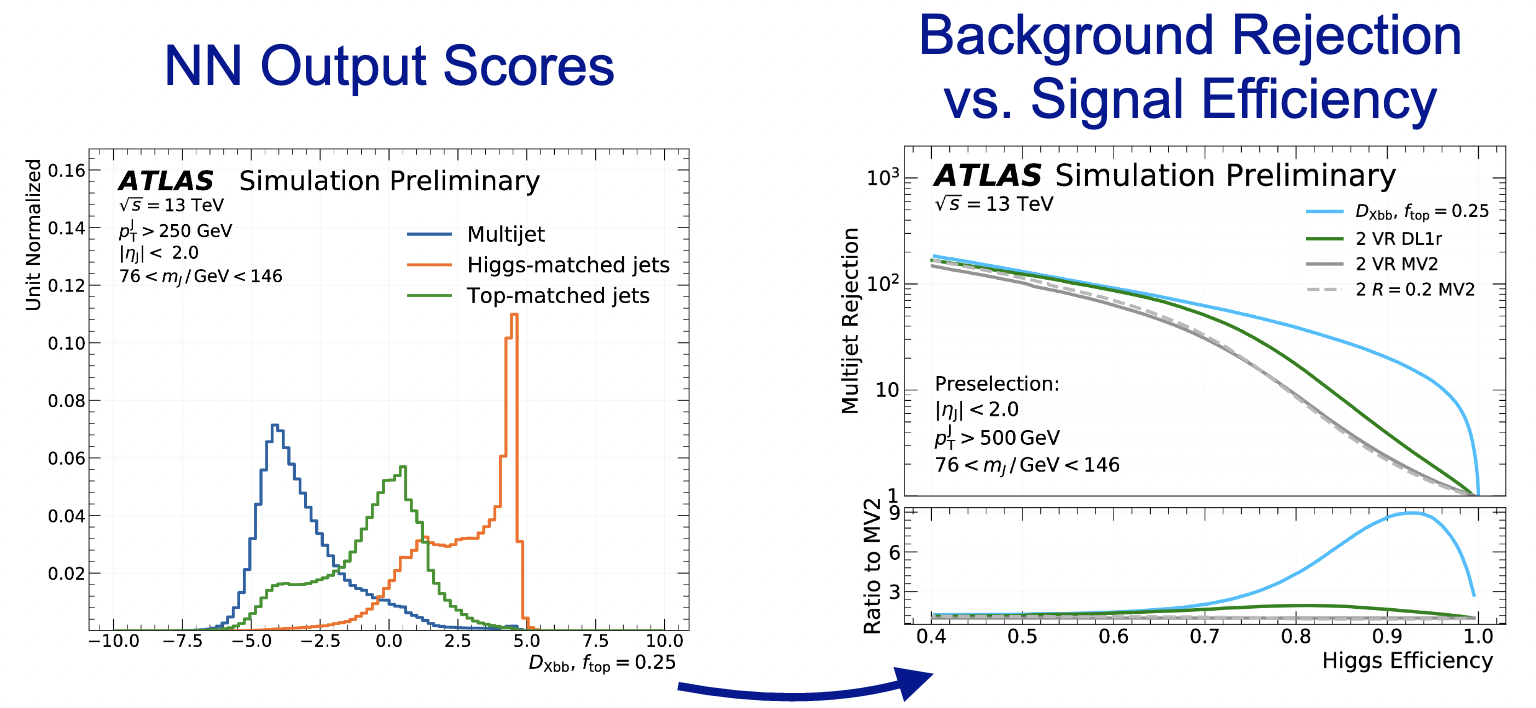 NN Output Scores
Background Rejection
vs. Signal Efficiency
Unit Normalized
0.16
0.14
0.12
0.10
0.08
0.06
0.04
0.02
ATLAS Simulation Preliminary
√s = 13 TeV
p_T^J > 250 GeV
|η_J| < 2.0
76 < m_J / GeV < 146
Multijet
Higgs-matched jets
Top-matched jets
−10.0 −7.5 −5.0 −2.5 0.0 2.5 5.0 7.5 10.0
D_Xbb, f_top = 0.25
Multijet Rejection
10³
10²
10
1
ATLAS Simulation Preliminary
√s = 13 TeV
D_Xbb, f_top = 0.25
2 VR DL1r
2 VR MV2
2 R = 0.2 MV2
Preselection:
|η_J| < 2.0
p_T^J > 500 GeV
76 < m_J / GeV < 146
Ratio to MV2
9
6
3
0.4 0.5 0.6 0.7 0.8 0.9 1.0
Higgs Efficiency